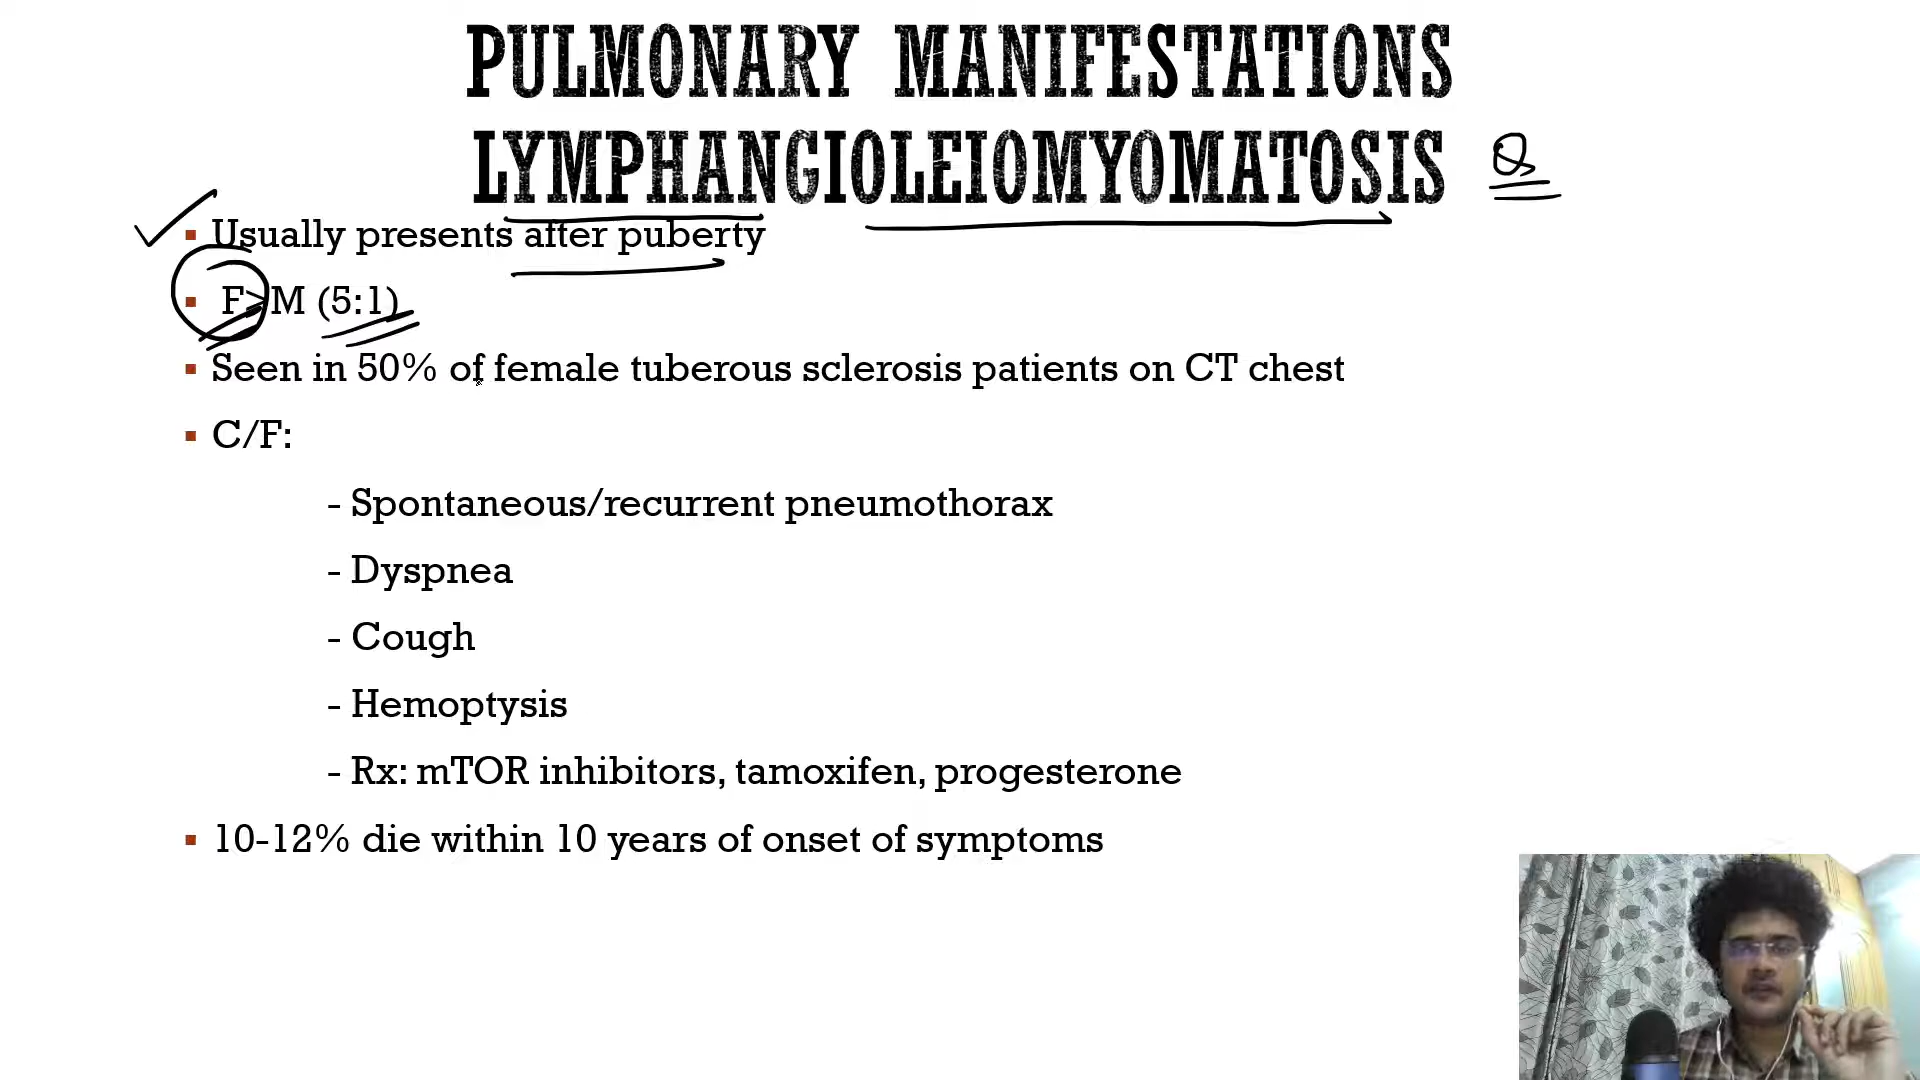 PULMONARY MANIFESTATIONS
LYMPHANGIOLEIOMYOMATOSIS
Usually presents after puberty
F>M (5:1)
Seen in 50% of female tuberous sclerosis patients on CT chest
C/F:
- Spontaneous/recurrent pneumothorax
- Dyspnea
- Cough
- Hemoptysis
- Rx: mTOR inhibitors, tamoxifen, progesterone
10-12% die within 10 years of onset of symptoms